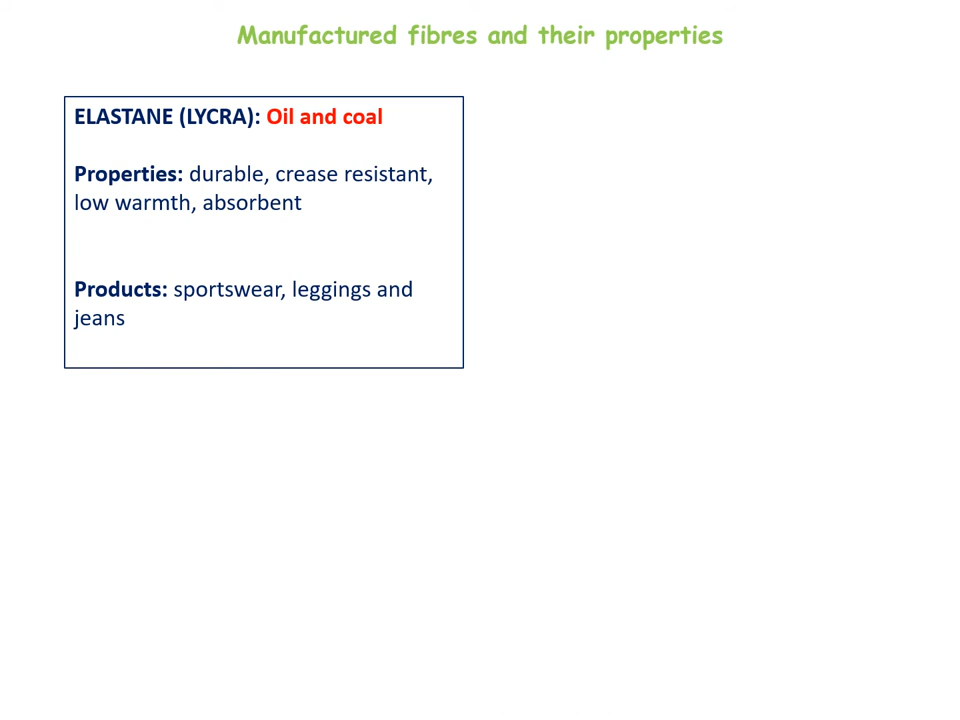 Manufactured fibres and their properties
ELASTANE (LYCRA): Oil and coal
Properties: durable, crease resistant,
low warmth, absorbent
Products: sportswear, leggings and
jeans